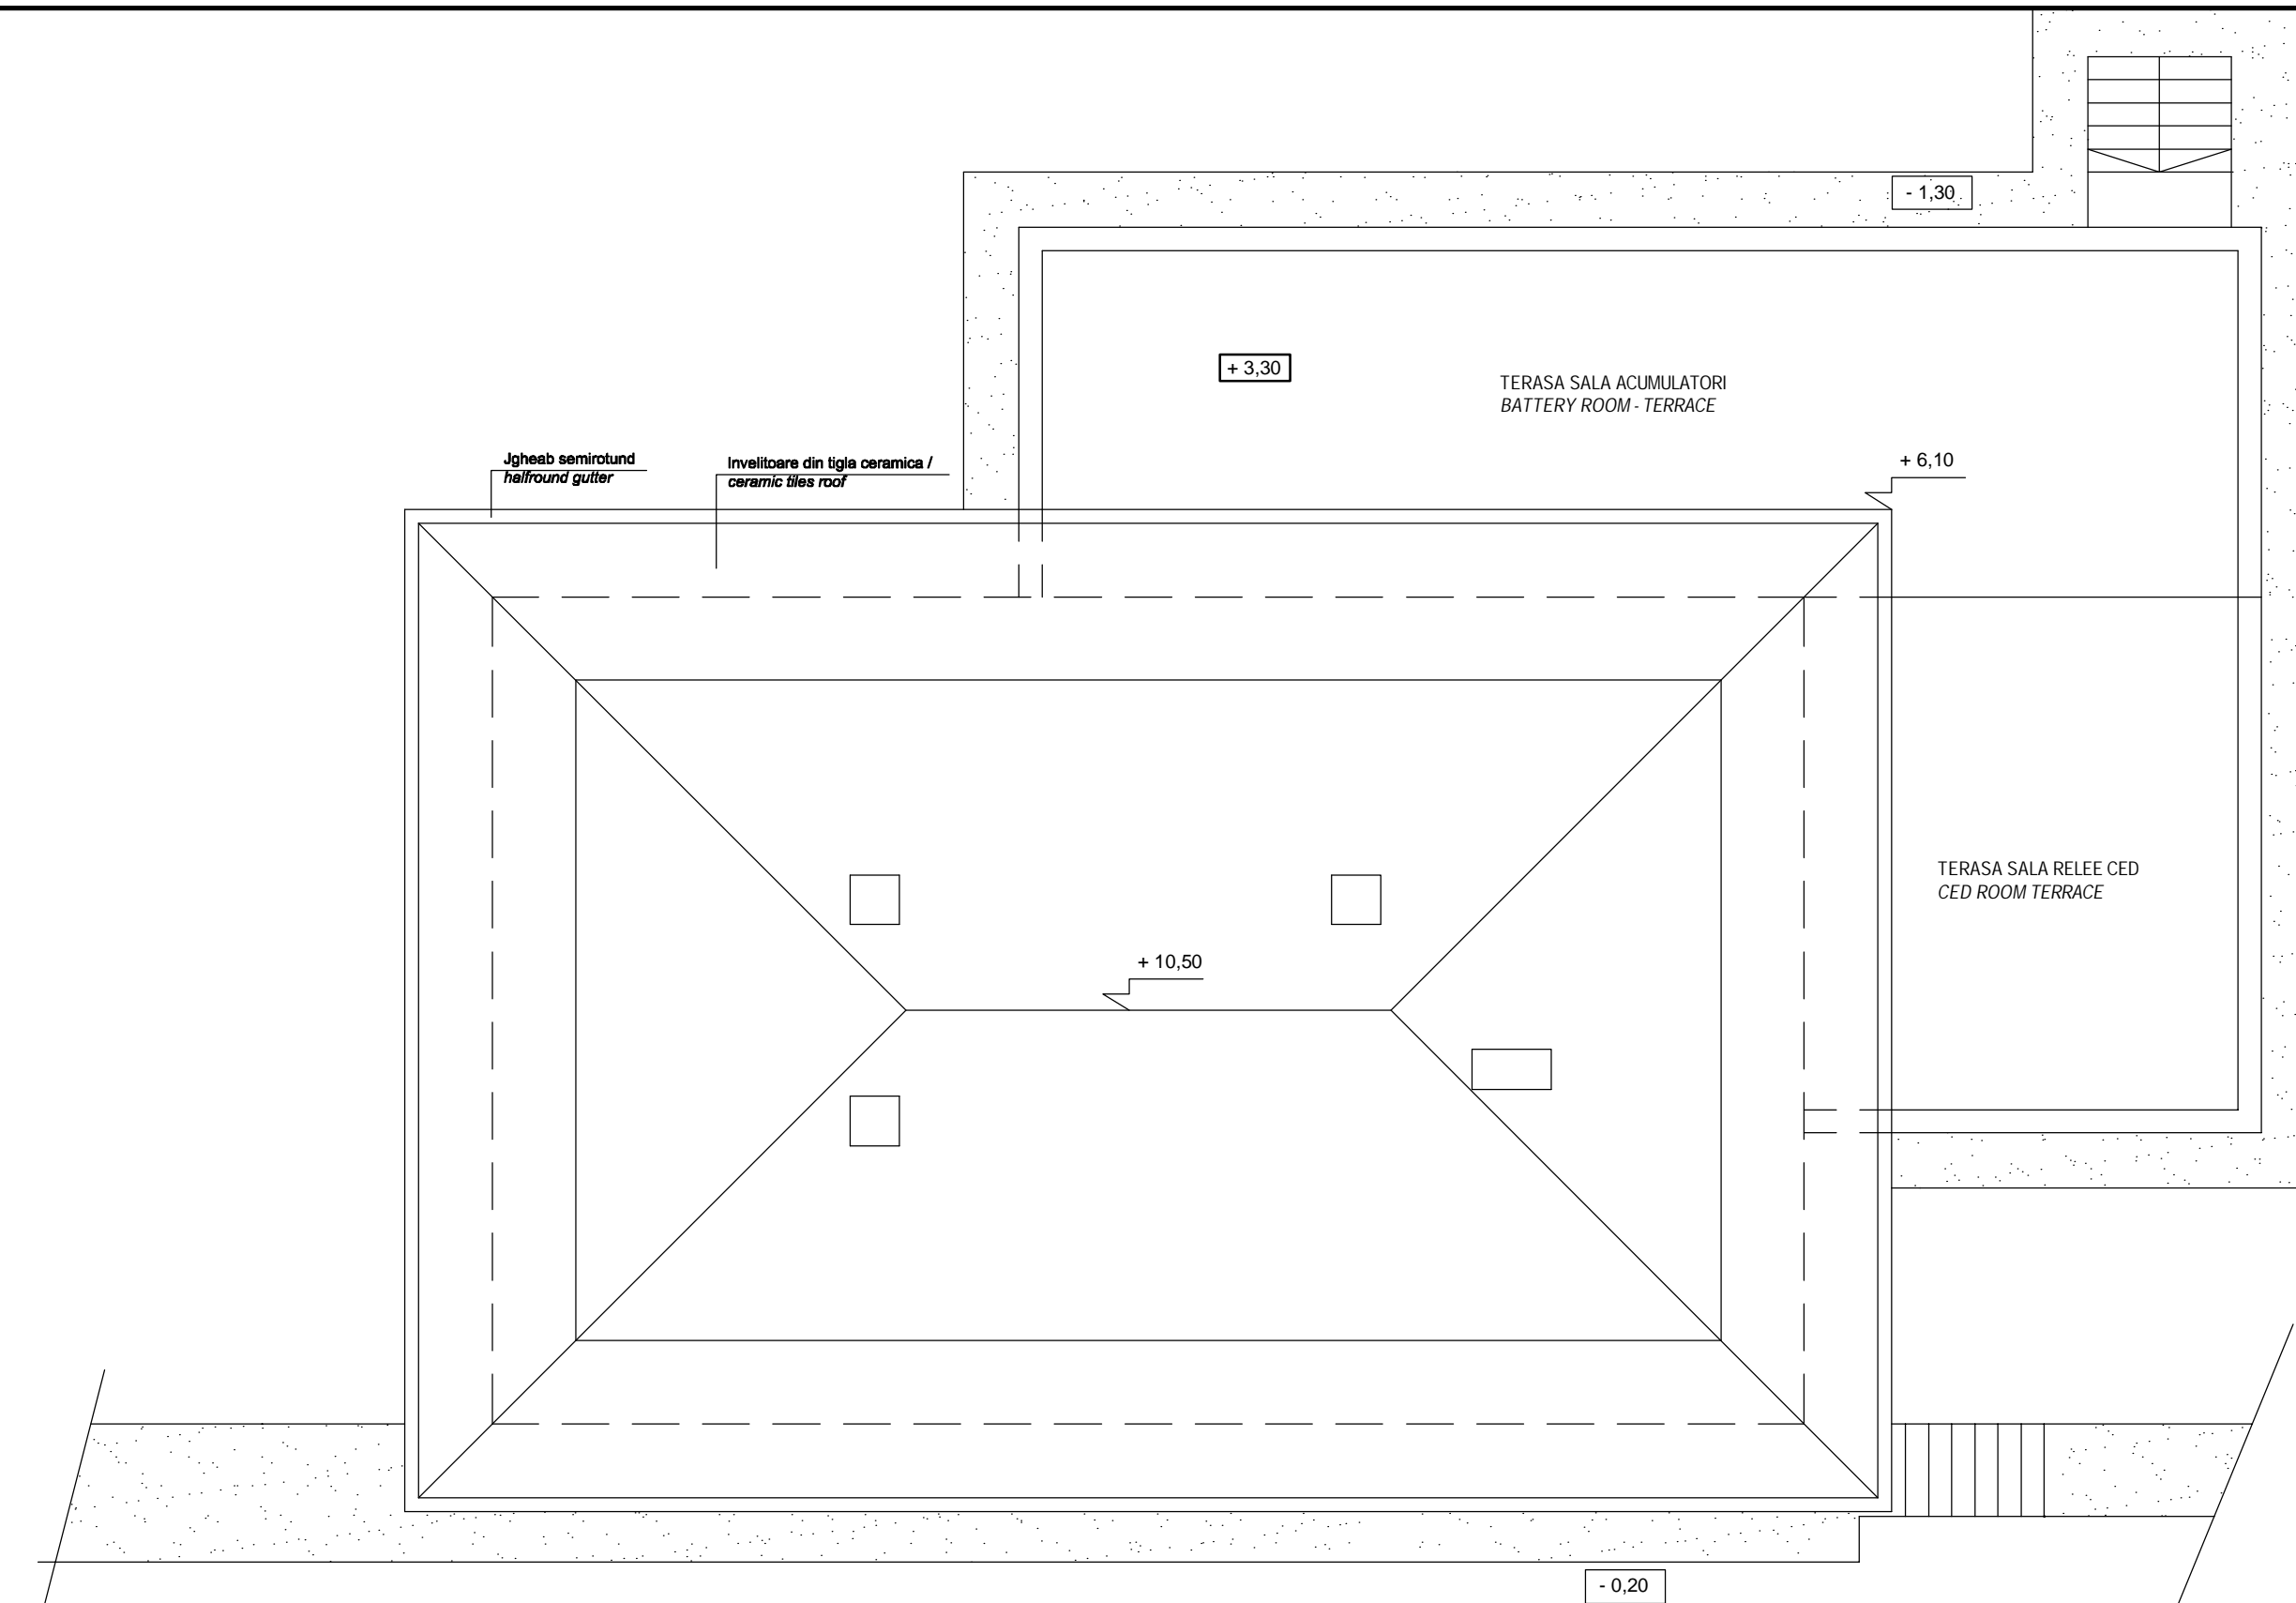 - 1,30
+ 3,30
TERASA SALA ACUMULATORI
BATTERY ROOM - TERRACE
Jgheab semirotund
halfround gutter
Invelitoare din tigla ceramica /
ceramic tiles roof
+ 6,10
TERASA SALA RELEE CED
CED ROOM TERRACE
+ 10,50
- 0,20